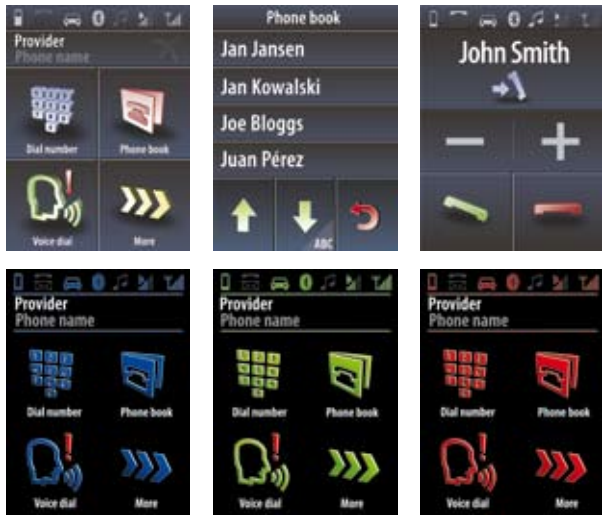 Provider
Phone name
Dial number
Phone book
Voice dial
More
Phone book
Jan Jansen
Jan Kowalski
Joe Bloggs
Juan Pérez
ABC
John Smith
Provider
Phone name
Dial number
Phone book
Voice dial
More
Provider
Phone name
Dial number
Phone book
Voice dial
More
Provider
Phone name
Dial number
Phone book
Voice dial
More